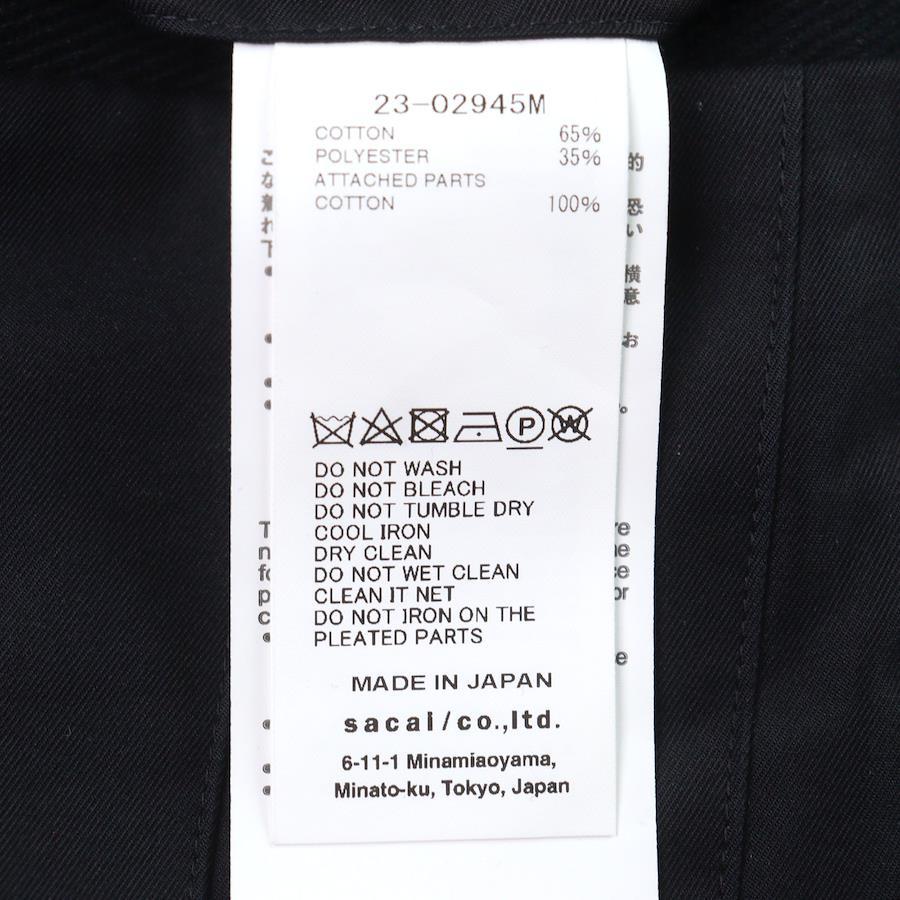 23-02945M
COTTON 65%
POLYESTER 35%
ATTACHED PARTS
COTTON 100%
P
W
DO NOT WASH
DO NOT BLEACH
DO NOT TUMBLE DRY
COOL IRON
DRY CLEAN
DO NOT WET CLEAN
CLEAN IT NET
DO NOT IRON ON THE
PLEATED PARTS
MADE IN JAPAN
sacai/co.,ltd.
6-11-1 Minamiaoyama,
Minato-ku, Tokyo, Japan